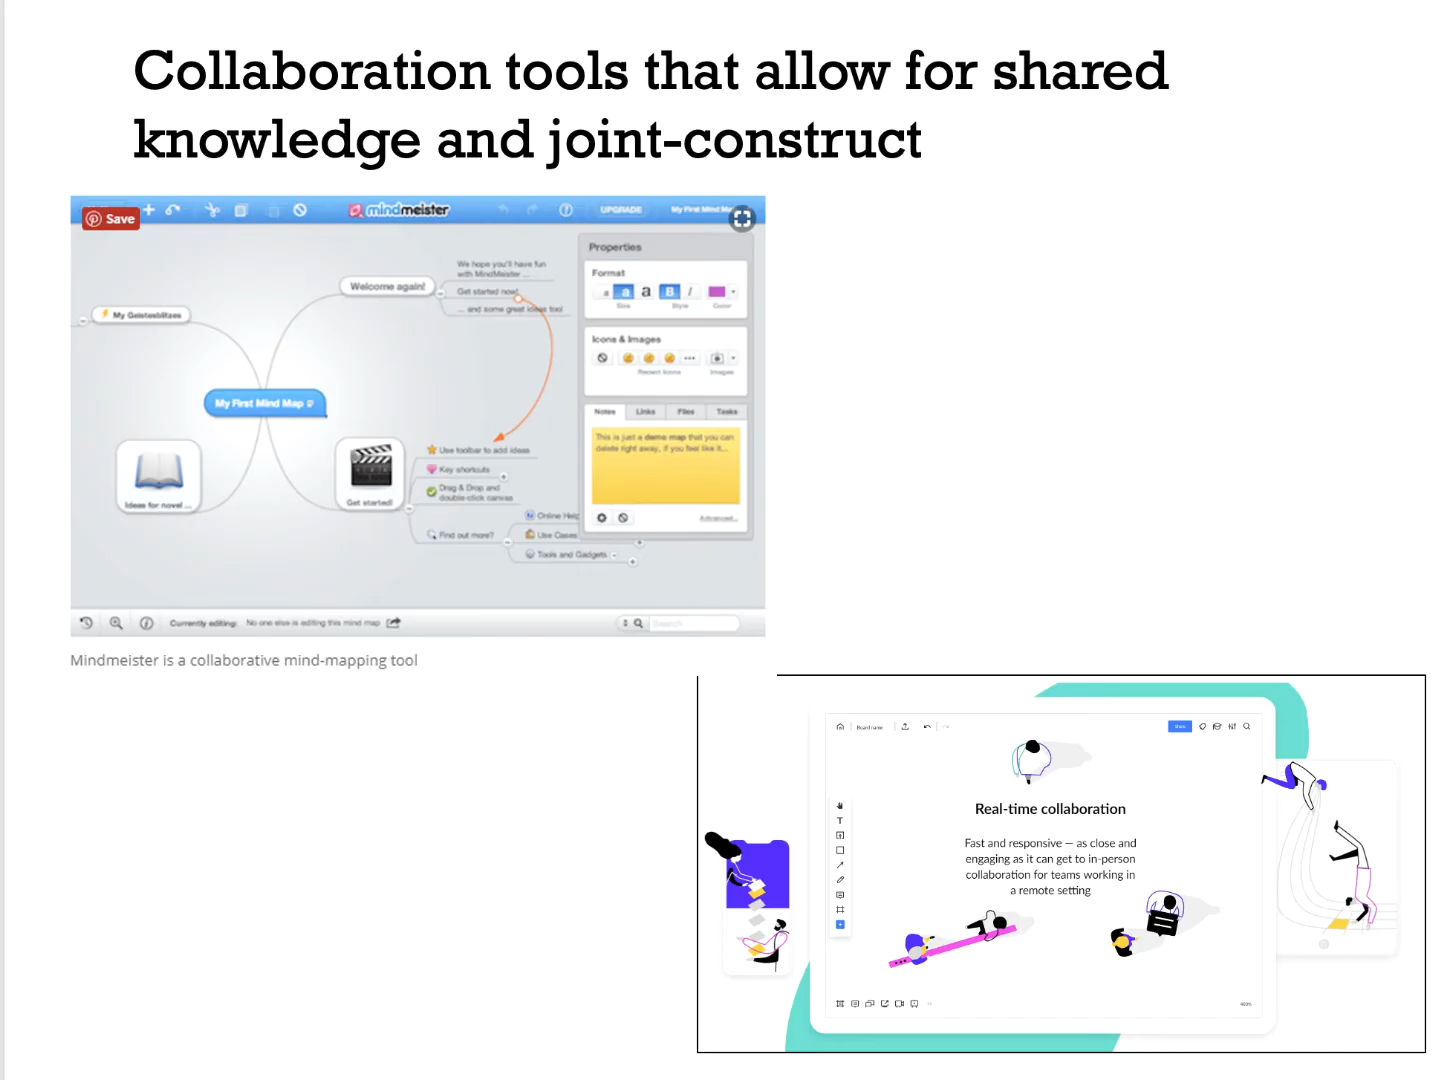 Collaboration tools that allow for shared
knowledge and joint-construct
Save
mindmeister
UPGRADE
My First Mind
Properties
Format
a a a B I
Size
Style
Color
Icons & Images
Recent Icons
Images
Notes
Links
Files
Tasks
This is just a demo map that you can
delete right away, if you feel like it...
Advanced...
We hope you'll have fun
with MindMeister ...
Welcome again!
Get started now!
... and some great ideas tool
My Geistesblitzes
My First Mind Map
Ideas for novel ...
Get started!
Use toolbar to add ideas
Key shortcuts
Drag & Drop and
double-click canvas
Find out more?
Online Help
Use Cases
Tools and Gadgets
Currently editing: No one else is editing this mind map
Search
Mindmeister is a collaborative mind-mapping tool
Board name
Share
Real-time collaboration
Fast and responsive — as close and
engaging as it can get to in-person
collaboration for teams working in
a remote setting